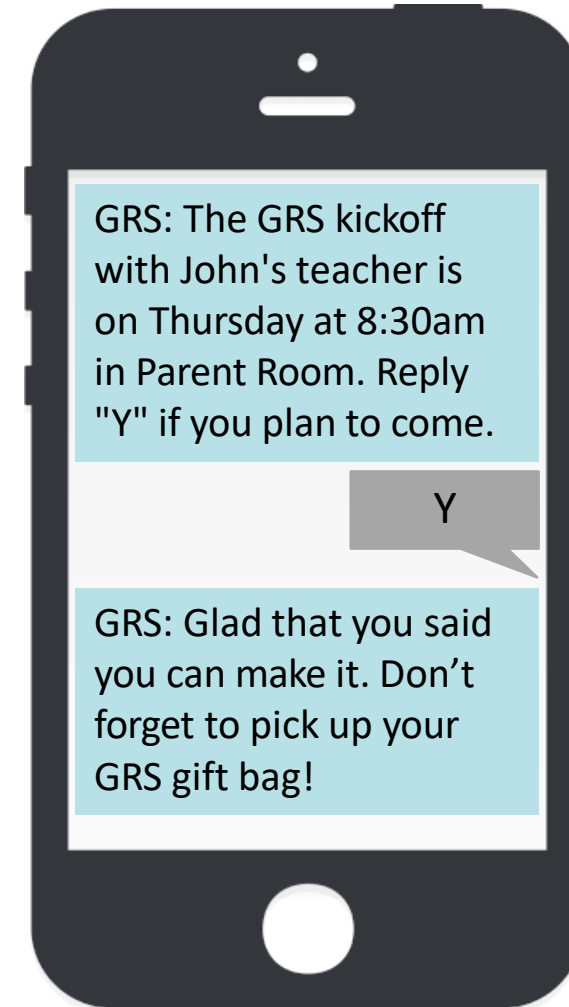 GRS: The GRS kickoff
with John's teacher is
on Thursday at 8:30am
in Parent Room. Reply
"Y" if you plan to come.
Y
GRS: Glad that you said
you can make it. Don’t
forget to pick up your
GRS gift bag!